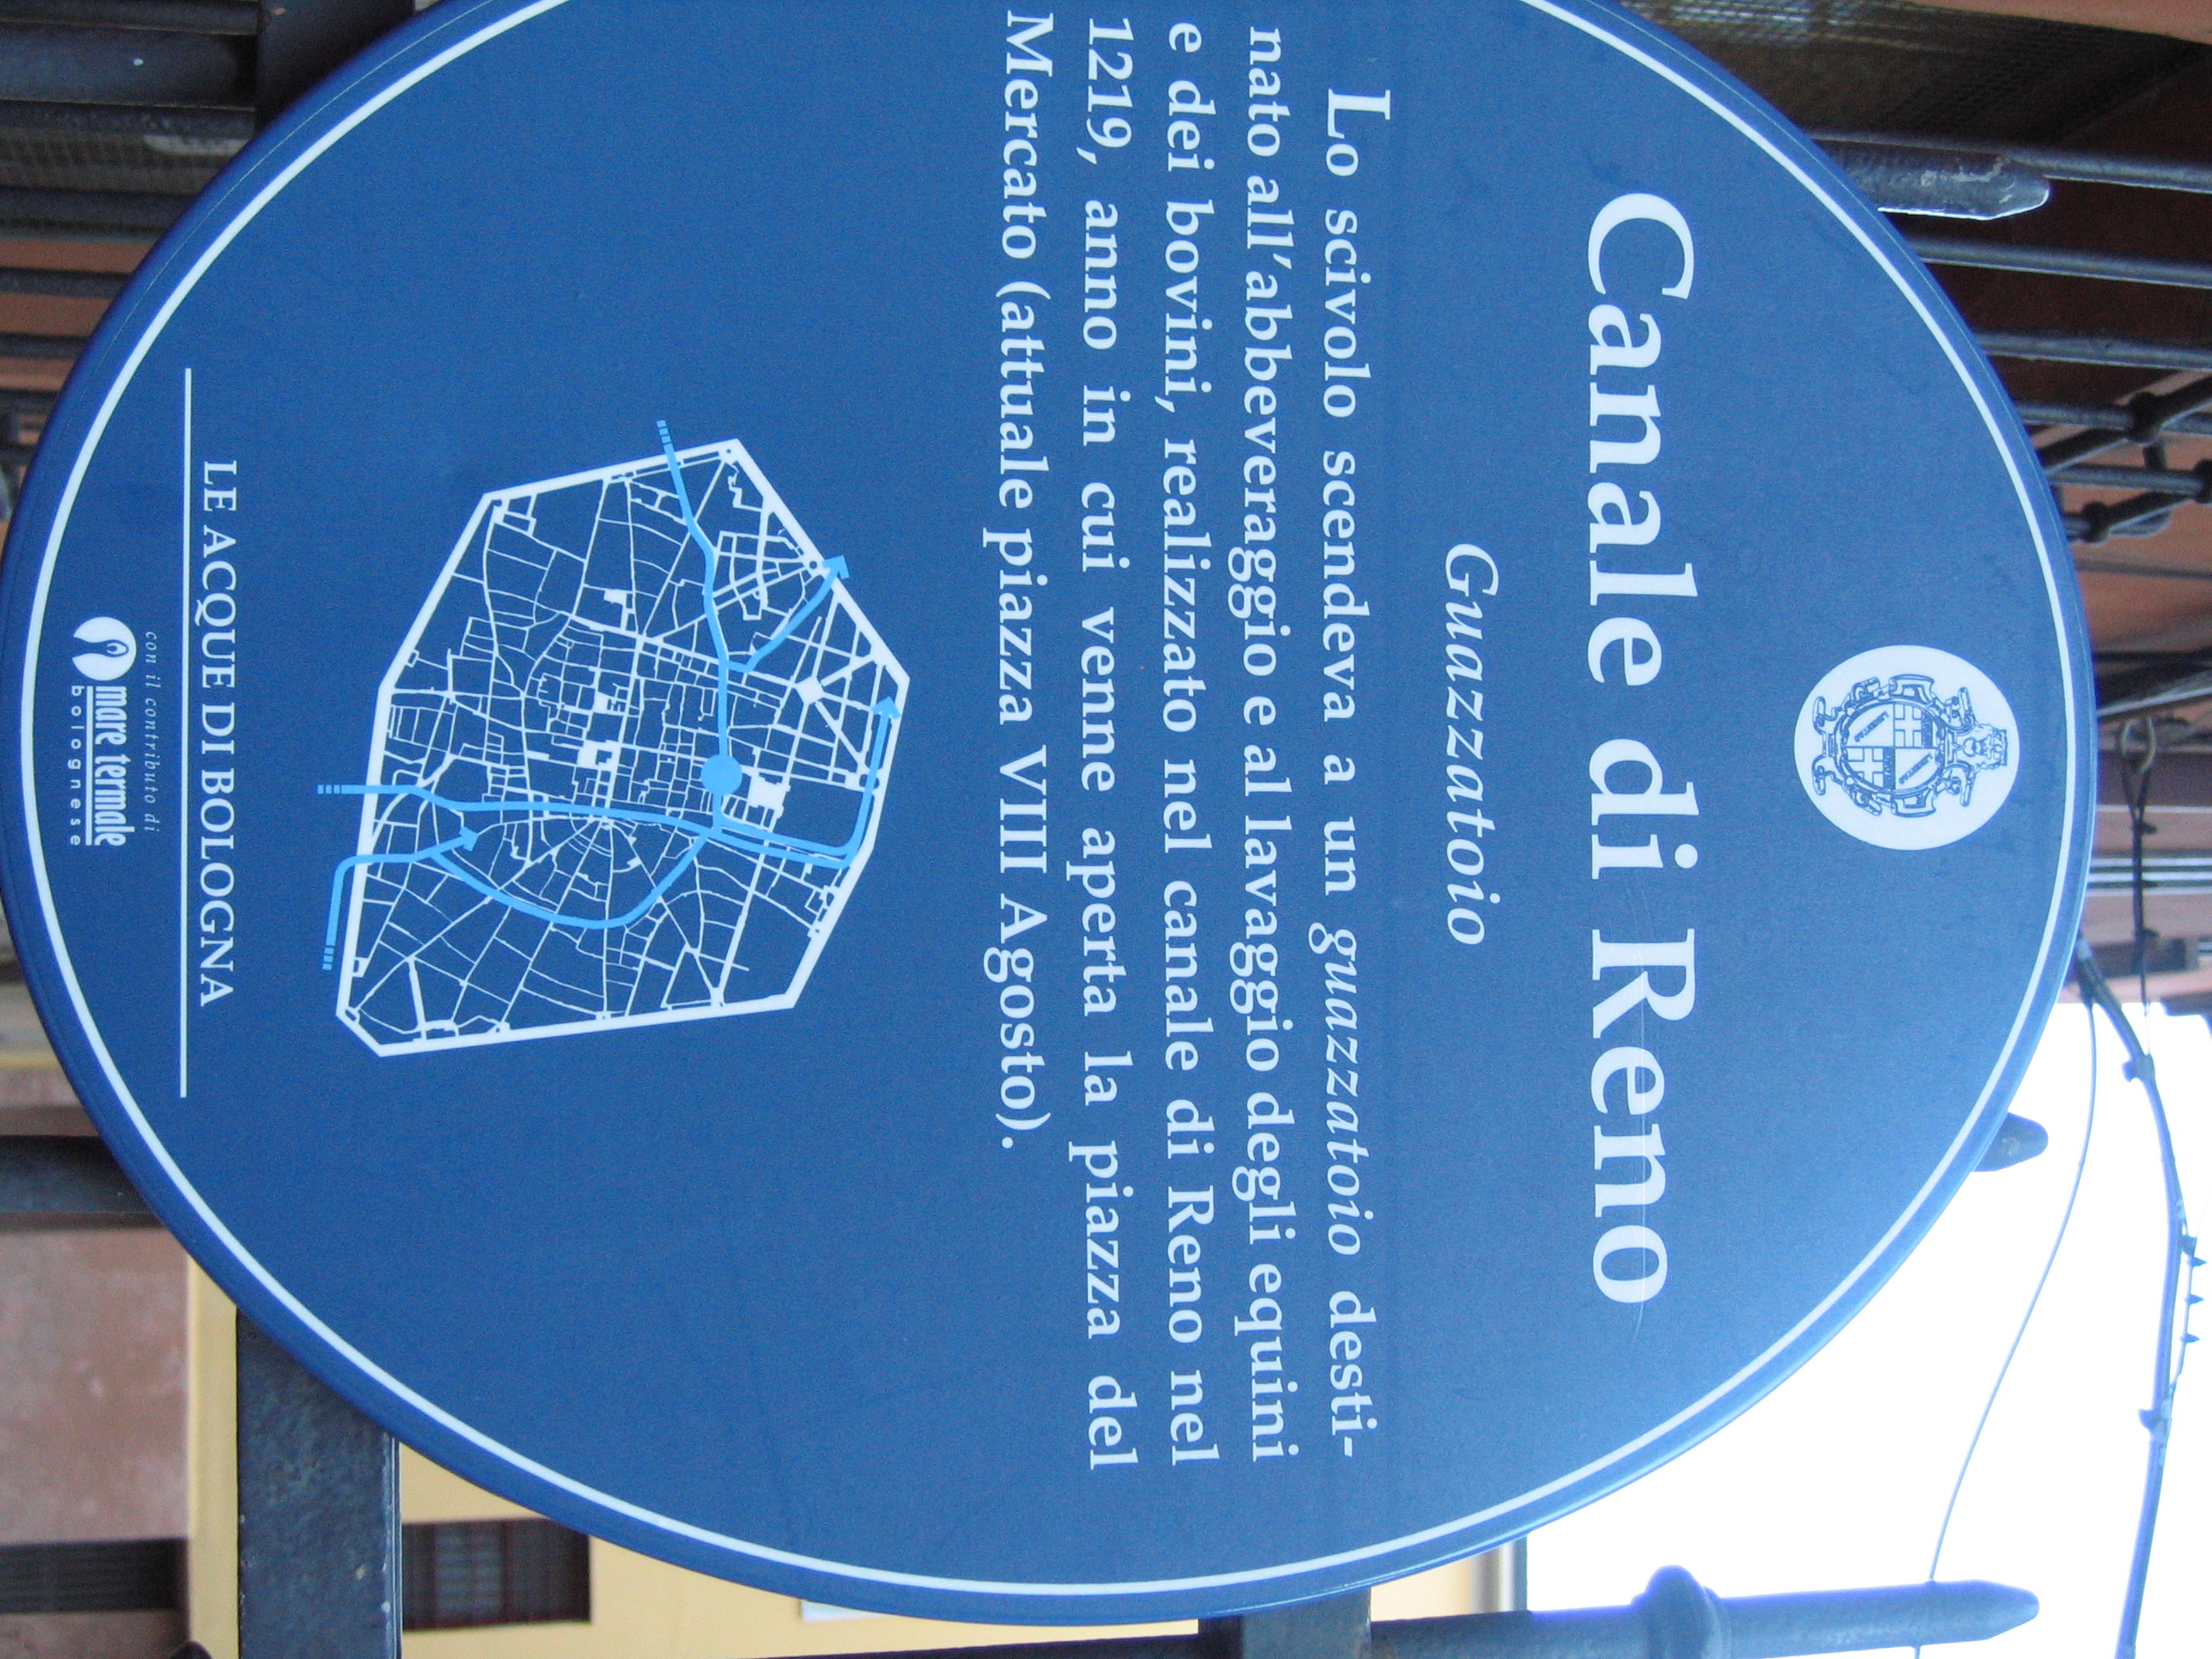 Canale di Reno
Guazzatoio
Lo scivolo scendeva a un guazzatoio desti-
nato all'abbeveraggio e al lavaggio degli equini
e dei bovini, realizzato nel canale di Reno nel
1219, anno in cui venne aperta la piazza del
Mercato (attuale piazza VIII Agosto).
LE ACQUE DI BOLOGNA
con il contributo di
mare termale
bolognese